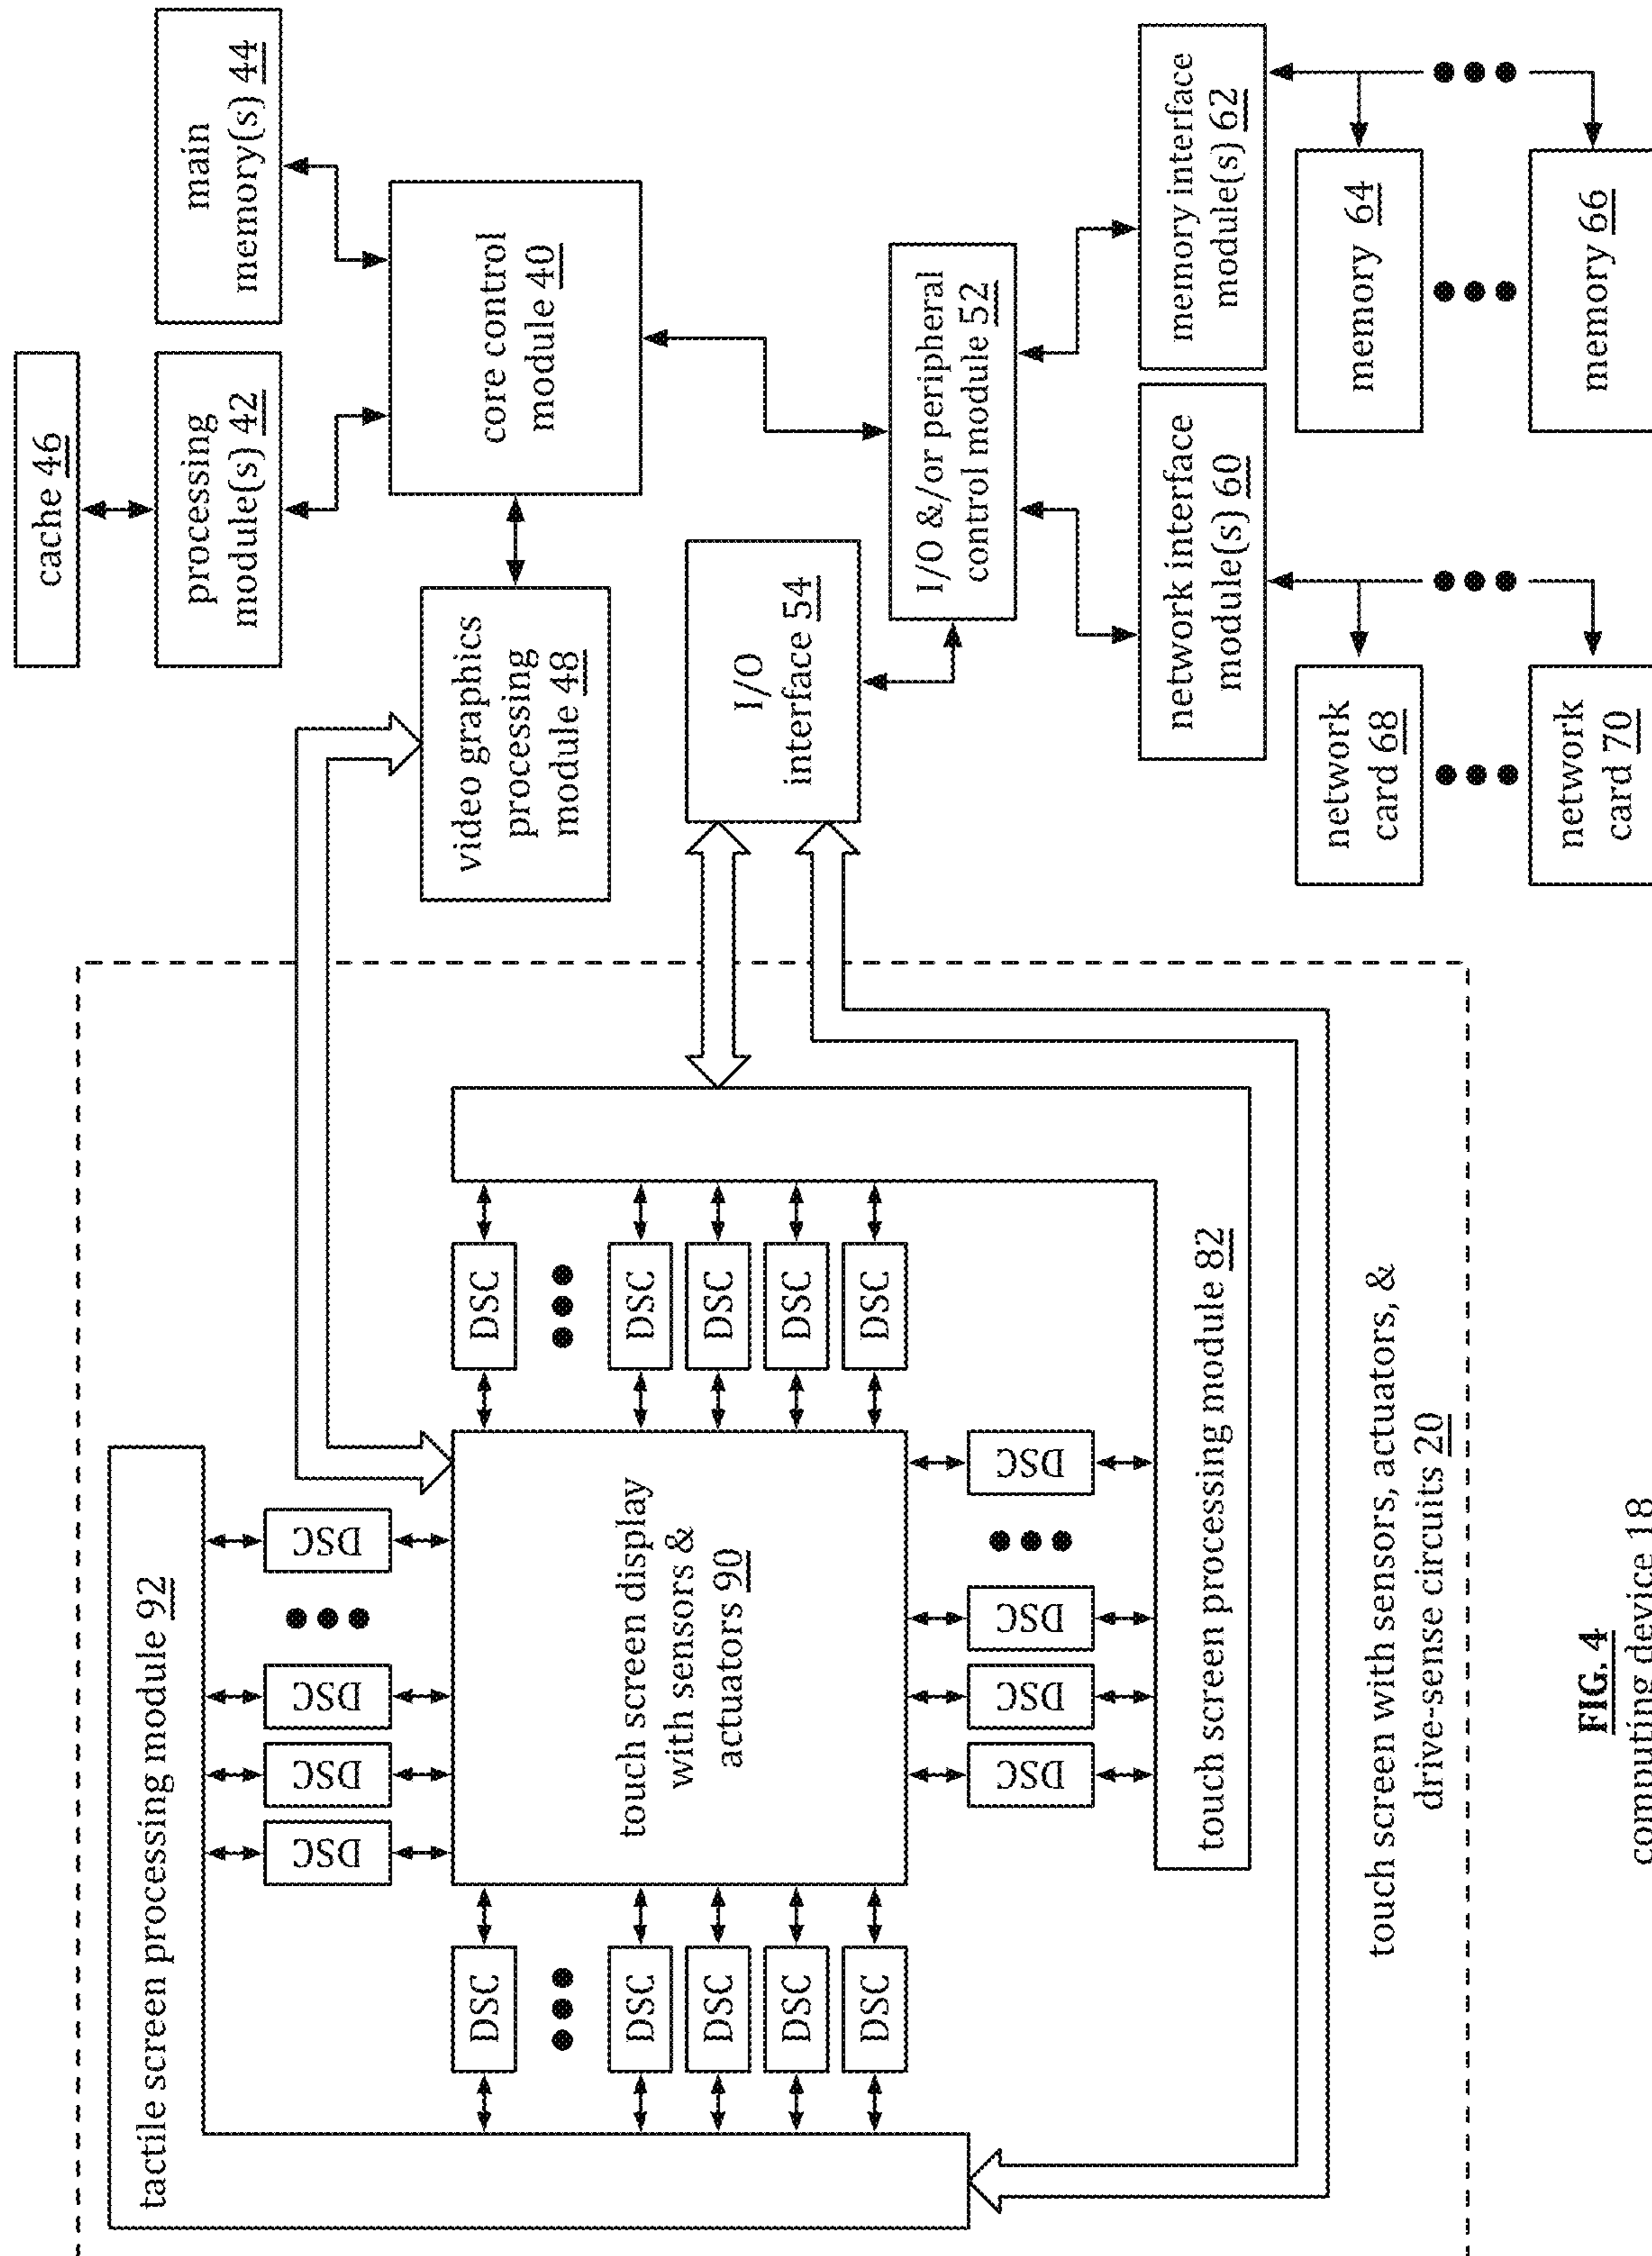 cache 46
tactile screen processing module 92
processing
module(s) 42
main
memory(s) 44
DSC
DSC
DSC
DSC
video graphics
processing
module 48
core control
module 40
DSC
DSC
DSC
DSC
DSC
touch screen display
with sensors &
actuators 90
DSC
DSC
DSC
DSC
DSC
I/O
interface 54
I/O &/or peripheral
control module 52
DSC
DSC
DSC
DSC
touch screen processing module 82
network interface
module(s) 60
memory interface
module(s) 62
touch screen with sensors, actuators, &
drive-sense circuits 20
network
card 68
memory 64
network
card 70
memory 66
FIG. 4
computing device 18